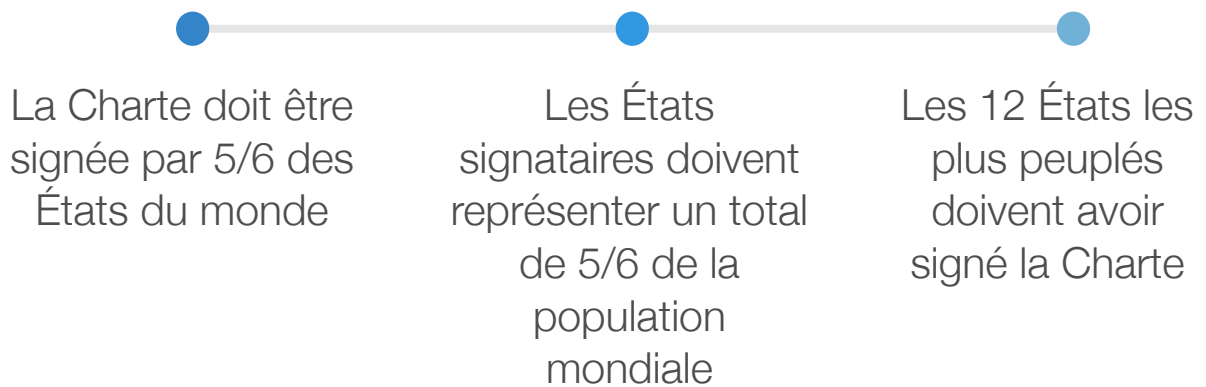 La Charte doit être
signée par 5/6 des
États du monde
Les États
signataires doivent
représenter un total
de 5/6 de la
population
mondiale
Les 12 États les
plus peuplés
doivent avoir
signé la Charte